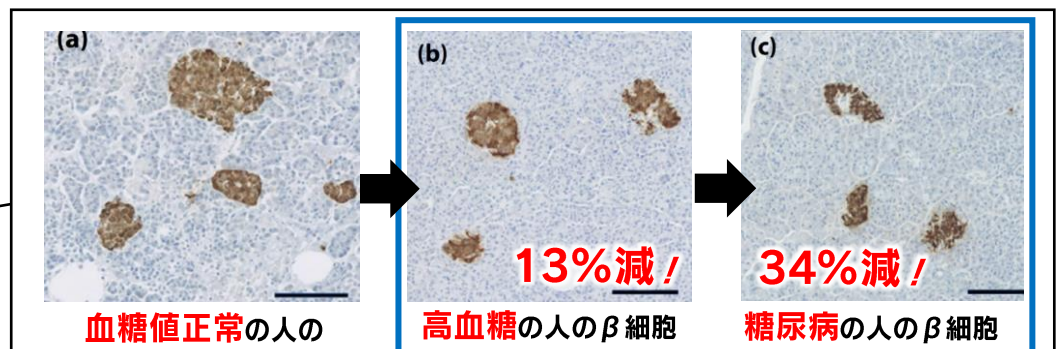 (a)
(b)
(c)
13%減!
34%減!
血糖値正常の人の
高血糖の人のβ細胞
糖尿病の人のβ細胞